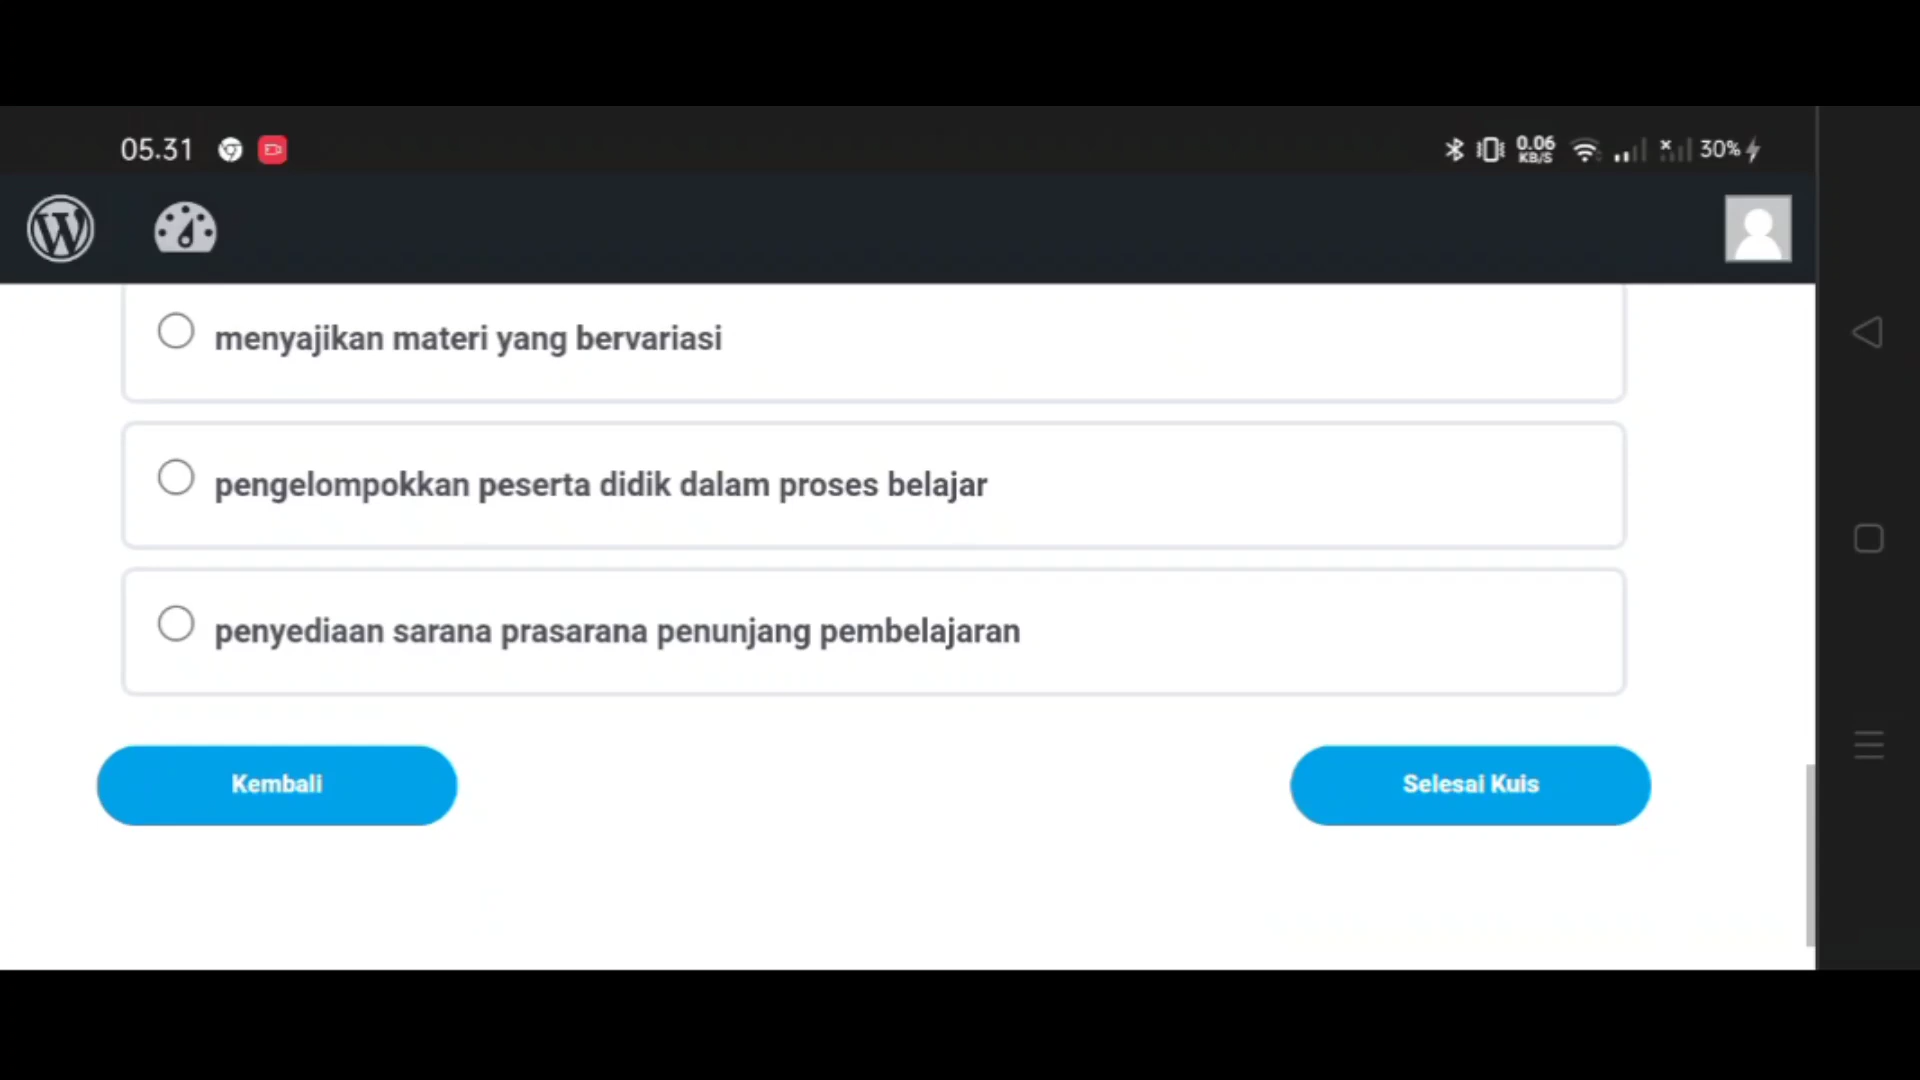 05.31
0.06
KB/S
30%
menyajikan materi yang bervariasi
pengelompokkan peserta didik dalam proses belajar
penyediaan sarana prasarana penunjang pembelajaran
Kembali
Selesai Kuis